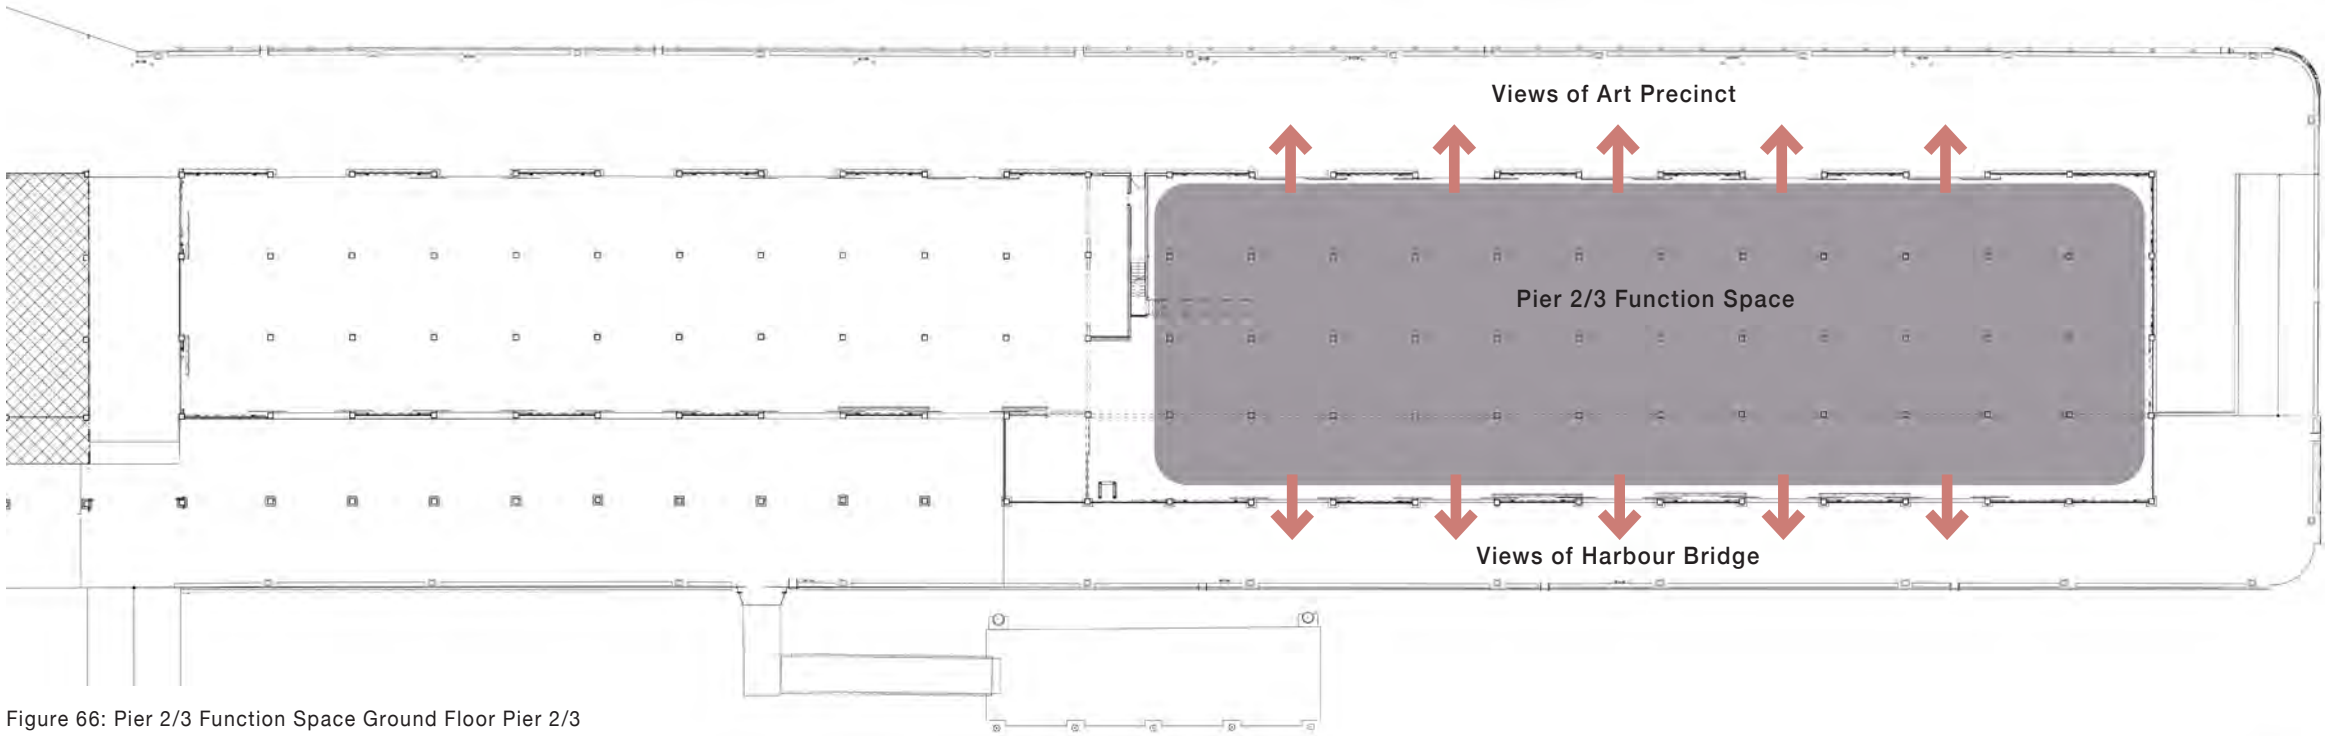 Views of Art Precinct
Pier 2/3 Function Space
Views of Harbour Bridge
Figure 66: Pier 2/3 Function Space Ground Floor Pier 2/3